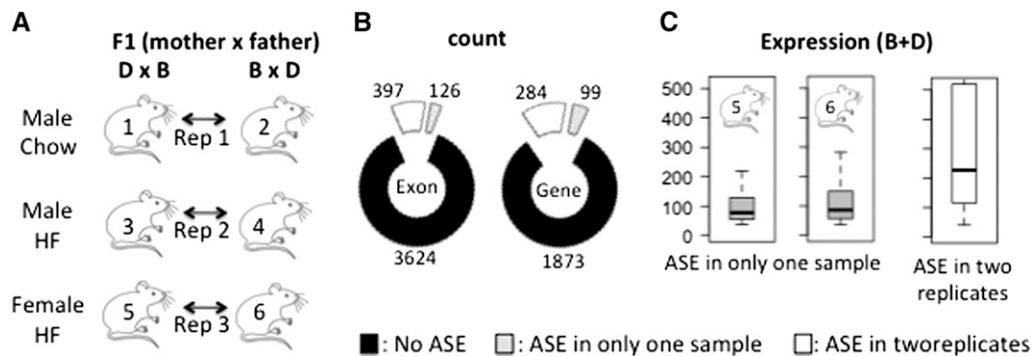 A
F1 (mother x father)
D x B
B x D
Male
Chow
1
Rep 1
2
Male
HF
3
Rep 2
4
Female
HF
5
Rep 3
6
B
count
397
126
Exon
3624
284
99
Gene
1873
C
Expression (B+D)
500
400
300
200
100
0
5
6
ASE in only one sample
ASE in two
replicates
: No ASE
: ASE in only one sample
: ASE in tworeplicates